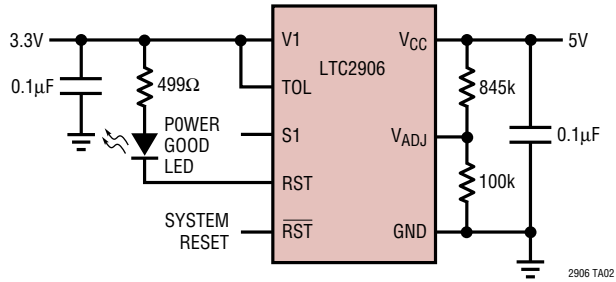 3.3V
0.1µF
499Ω
POWER
GOOD
LED
SYSTEM
RESET
V1
TOL
S1
RST
RST
LTC2906
VCC
VADJ
GND
5V
845k
100k
0.1µF
2906 TA02